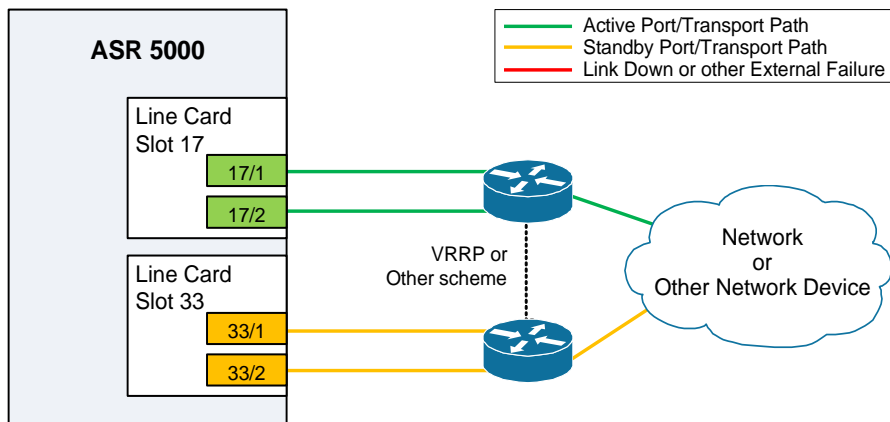 ASR 5000
Active Port/Transport Path
Standby Port/Transport Path
Link Down or other External Failure
Line Card
Slot 17
17/1
17/2
VRRP or
Other scheme
Network
or
Other Network Device
Line Card
Slot 33
33/1
33/2